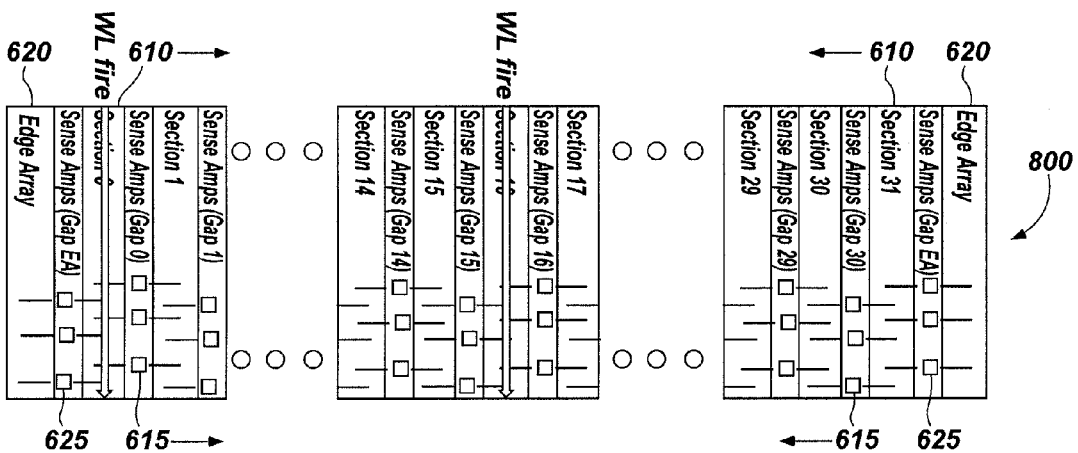 620
WL fire
610
WL fire
610
620
800
Edge Array
Sense Amps (Gap EA)
Sense Amps (Gap 0)
Section 1
Sense Amps (Gap 1)
Section 14
Sense Amps (Gap 14)
Section 15
Sense Amps (Gap 15)
Sense Amps (Gap 16)
Section 17
Section 29
Sense Amps (Gap 29)
Section 30
Sense Amps (Gap 30)
Section 31
Sense Amps (Gap EA)
Edge Array
625
615
615
625